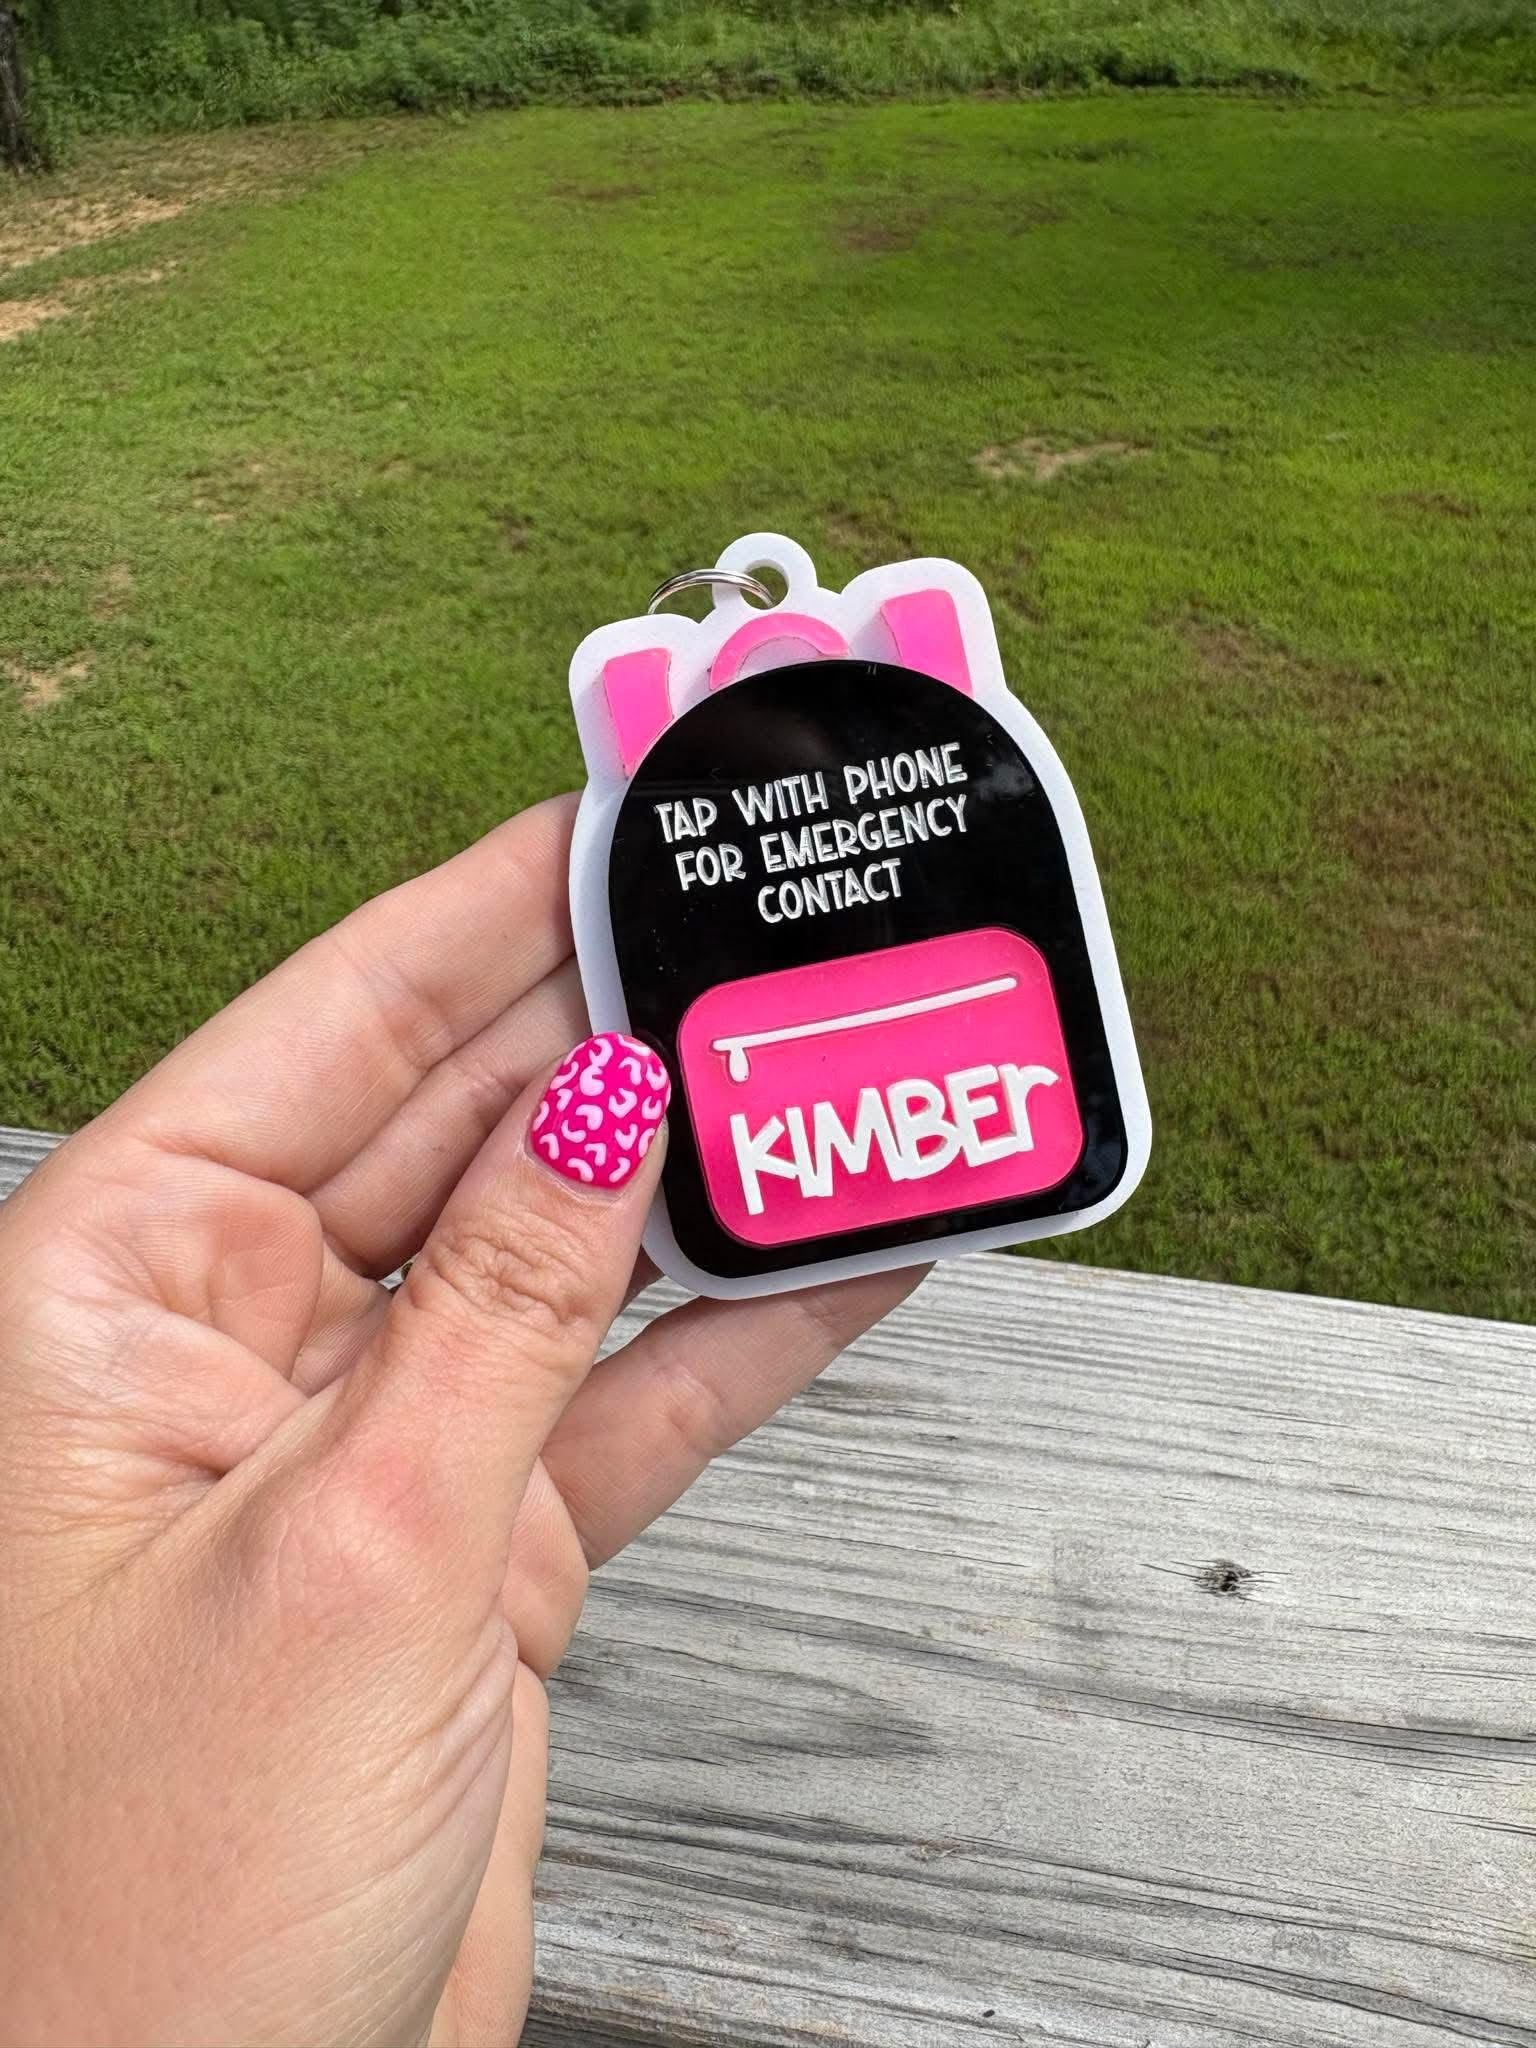 TAP WITH PHONE
FOR EMERGENCY
CONTACT
KIMBEr